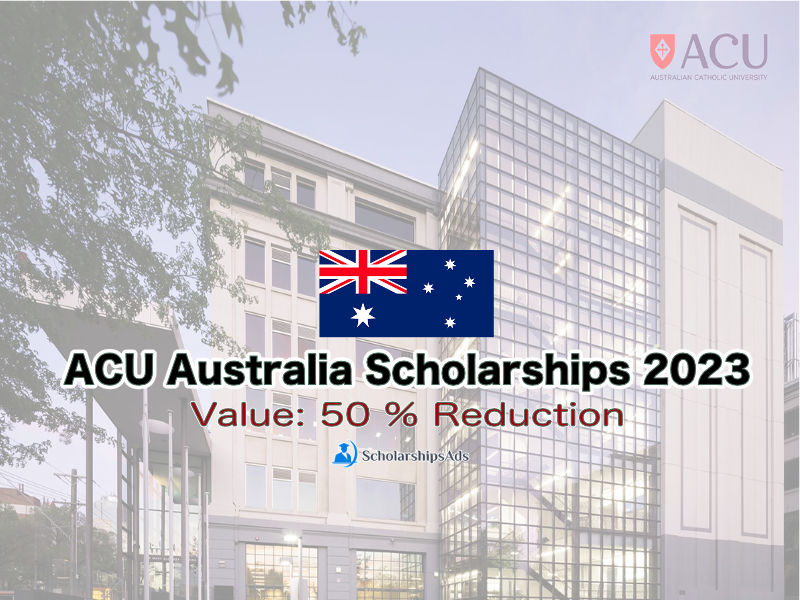 ACU
AUSTRALIAN CATHOLIC UNIVERSITY
ACU Australia Scholarships 2023
Value: 50 % Reduction
ScholarshipsAds